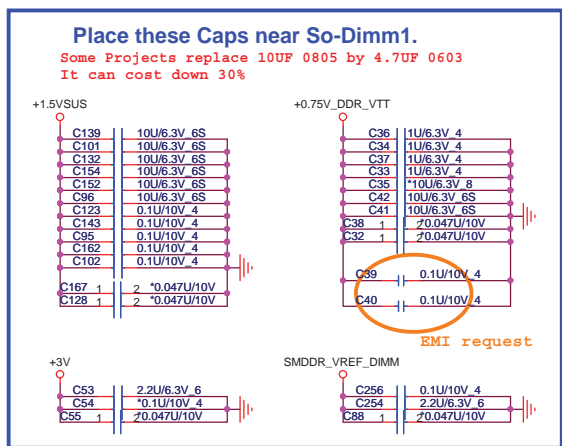 Place these Caps near So-Dimm1.
Some Projects replace 10UF 0805 by 4.7UF 0603
It can cost down 30%
+1.5VSUS
C139 10U/6.3V_6S
C101 10U/6.3V_6S
C132 10U/6.3V_6S
C154 10U/6.3V_6S
C152 10U/6.3V_6S
C96 10U/6.3V_6S
C123 0.1U/10V_4
C143 0.1U/10V_4
C95 0.1U/10V_4
C162 0.1U/10V_4
C102 0.1U/10V_4
C167 1 2 *0.047U/10V
C128 1 2 *0.047U/10V
+0.75V_DDR_VTT
C36 1U/6.3V_4
C34 1U/6.3V_4
C37 1U/6.3V_4
C33 1U/6.3V_4
C35 *10U/6.3V_8
C42 10U/6.3V_6S
C41 10U/6.3V_6S
C38 1 2 *0.047U/10V
C32 1 2 *0.047U/10V
C39 0.1U/10V_4
C40 0.1U/10V_4
EMI request
+3V
C53 2.2U/6.3V_6
C54 *0.1U/10V_4
C55 1 2 *0.047U/10V
SMDDR_VREF_DIMM
C256 0.1U/10V_4
C254 2.2U/6.3V_6
C88 1 2 *0.047U/10V